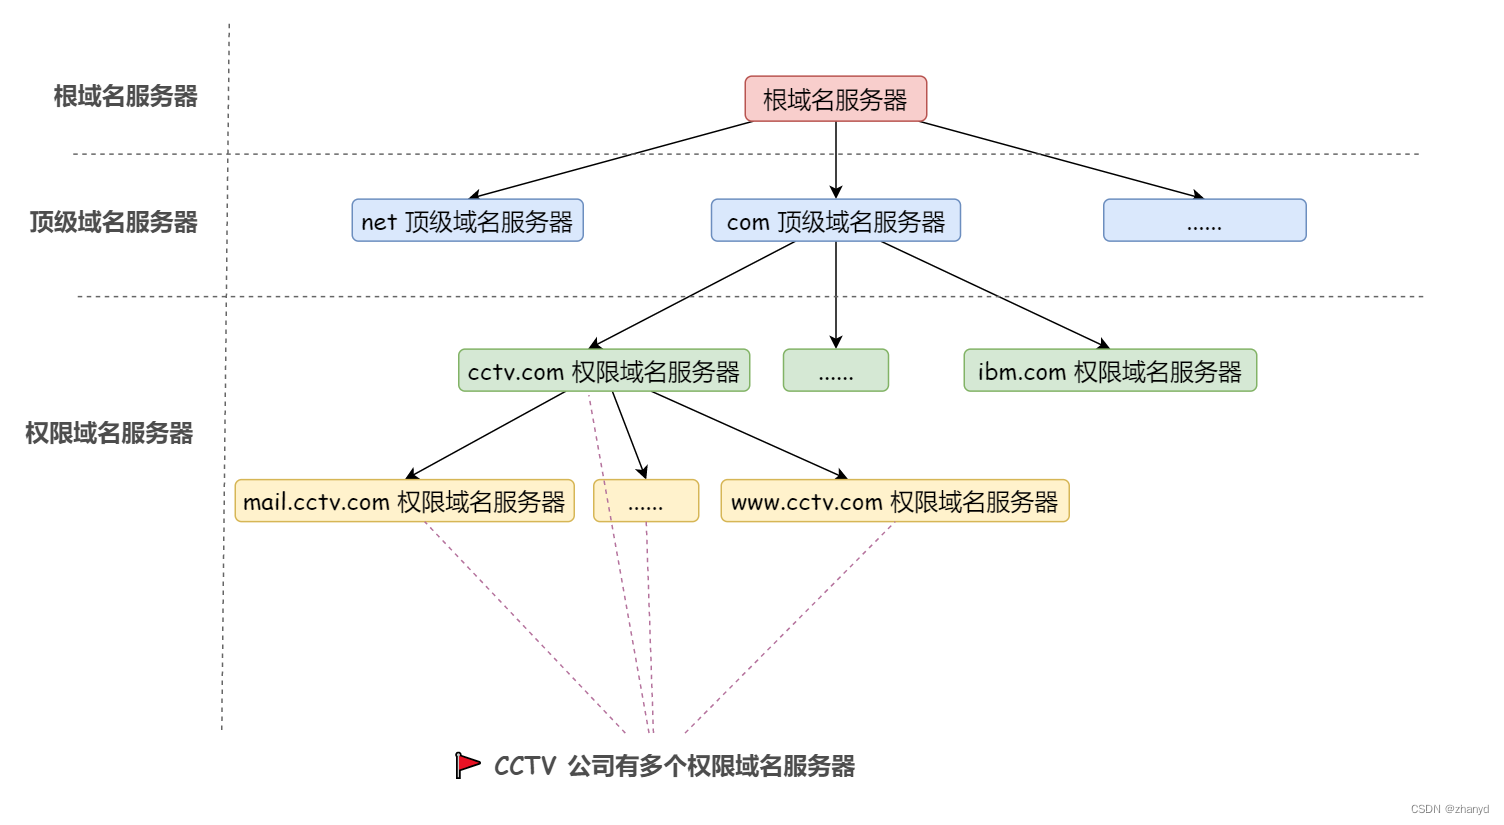 根域名服务器
根域名服务器
顶级域名服务器
net 顶级域名服务器
com 顶级域名服务器
......
权限域名服务器
cctv.com 权限域名服务器
......
ibm.com 权限域名服务器
mail.cctv.com 权限域名服务器
......
www.cctv.com 权限域名服务器
CCTV 公司有多个权限域名服务器
CSDN @zhanyd